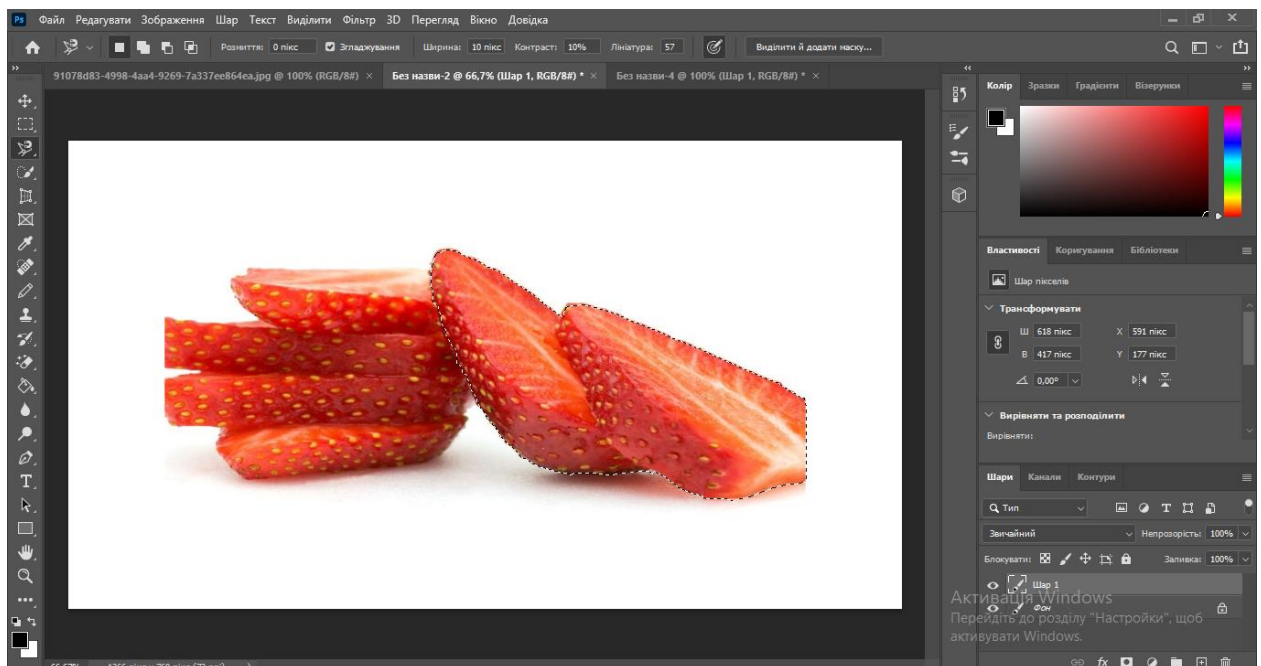 Ps Файл Редагувати Зображення Шар Текст Виділити Фільтр 3D Перегляд Вікно Довідка
Розмиття: 0 пікс Згладжування Ширина: 10 пікс Контраст: 10% Лініатура: 57 Виділити й додати маску...
91078d83-4998-4aa4-9269-7a337ee864ea.jpg @ 100% (RGB/8#) × Без назви-2 @ 66,7% (Шар 1, RGB/8#) * × Без назви-4 @ 100% (Шар 1, RGB/8#) * ×
Колір Зразки Градієнти Візерунки
Властивості Коригування Бібліотеки
Шар пікселів
Трансформувати
Ш 618 пікс X 591 пікс
В 417 пікс Y 177 пікс
0,00°
Вирівняти та розподілити
Вирівняти:
Шари Канали Контури
Тип
Звичайний Непрозорість: 100%
Блокувати: Заливка: 100%
Шар 1
Фон
Активація Windows
Перейдіть до розділу "Настройки", щоб
активувати Windows.